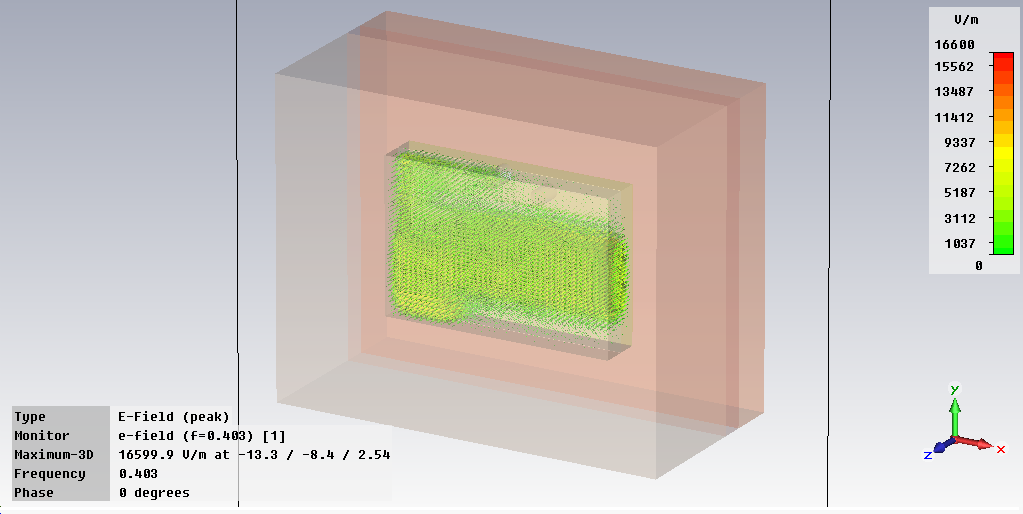 V/m
16600
15562
13487
11412
9337
7262
5187
3112
1037
0
y
x
z
Type E-Field (peak)
Monitor e-field (f=0.403) [1]
Maximum-3D 16599.9 V/m at -13.3 / -8.4 / 2.54
Frequency 0.403
Phase 0 degrees